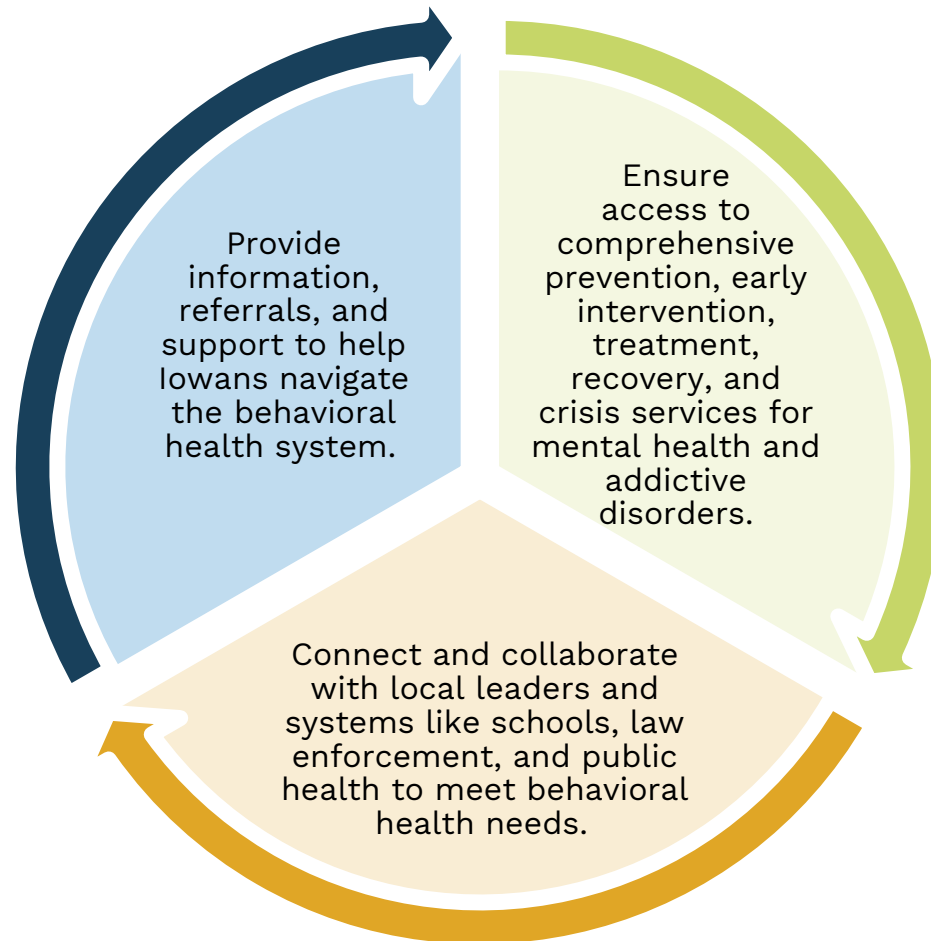 Provide
information,
referrals, and
support to help
Iowans navigate
the behavioral
health system.
Ensure
access to
comprehensive
prevention, early
intervention,
treatment,
recovery, and
crisis services for
mental health and
addictive
disorders.
Connect and collaborate
with local leaders and
systems like schools, law
enforcement, and public
health to meet behavioral
health needs.